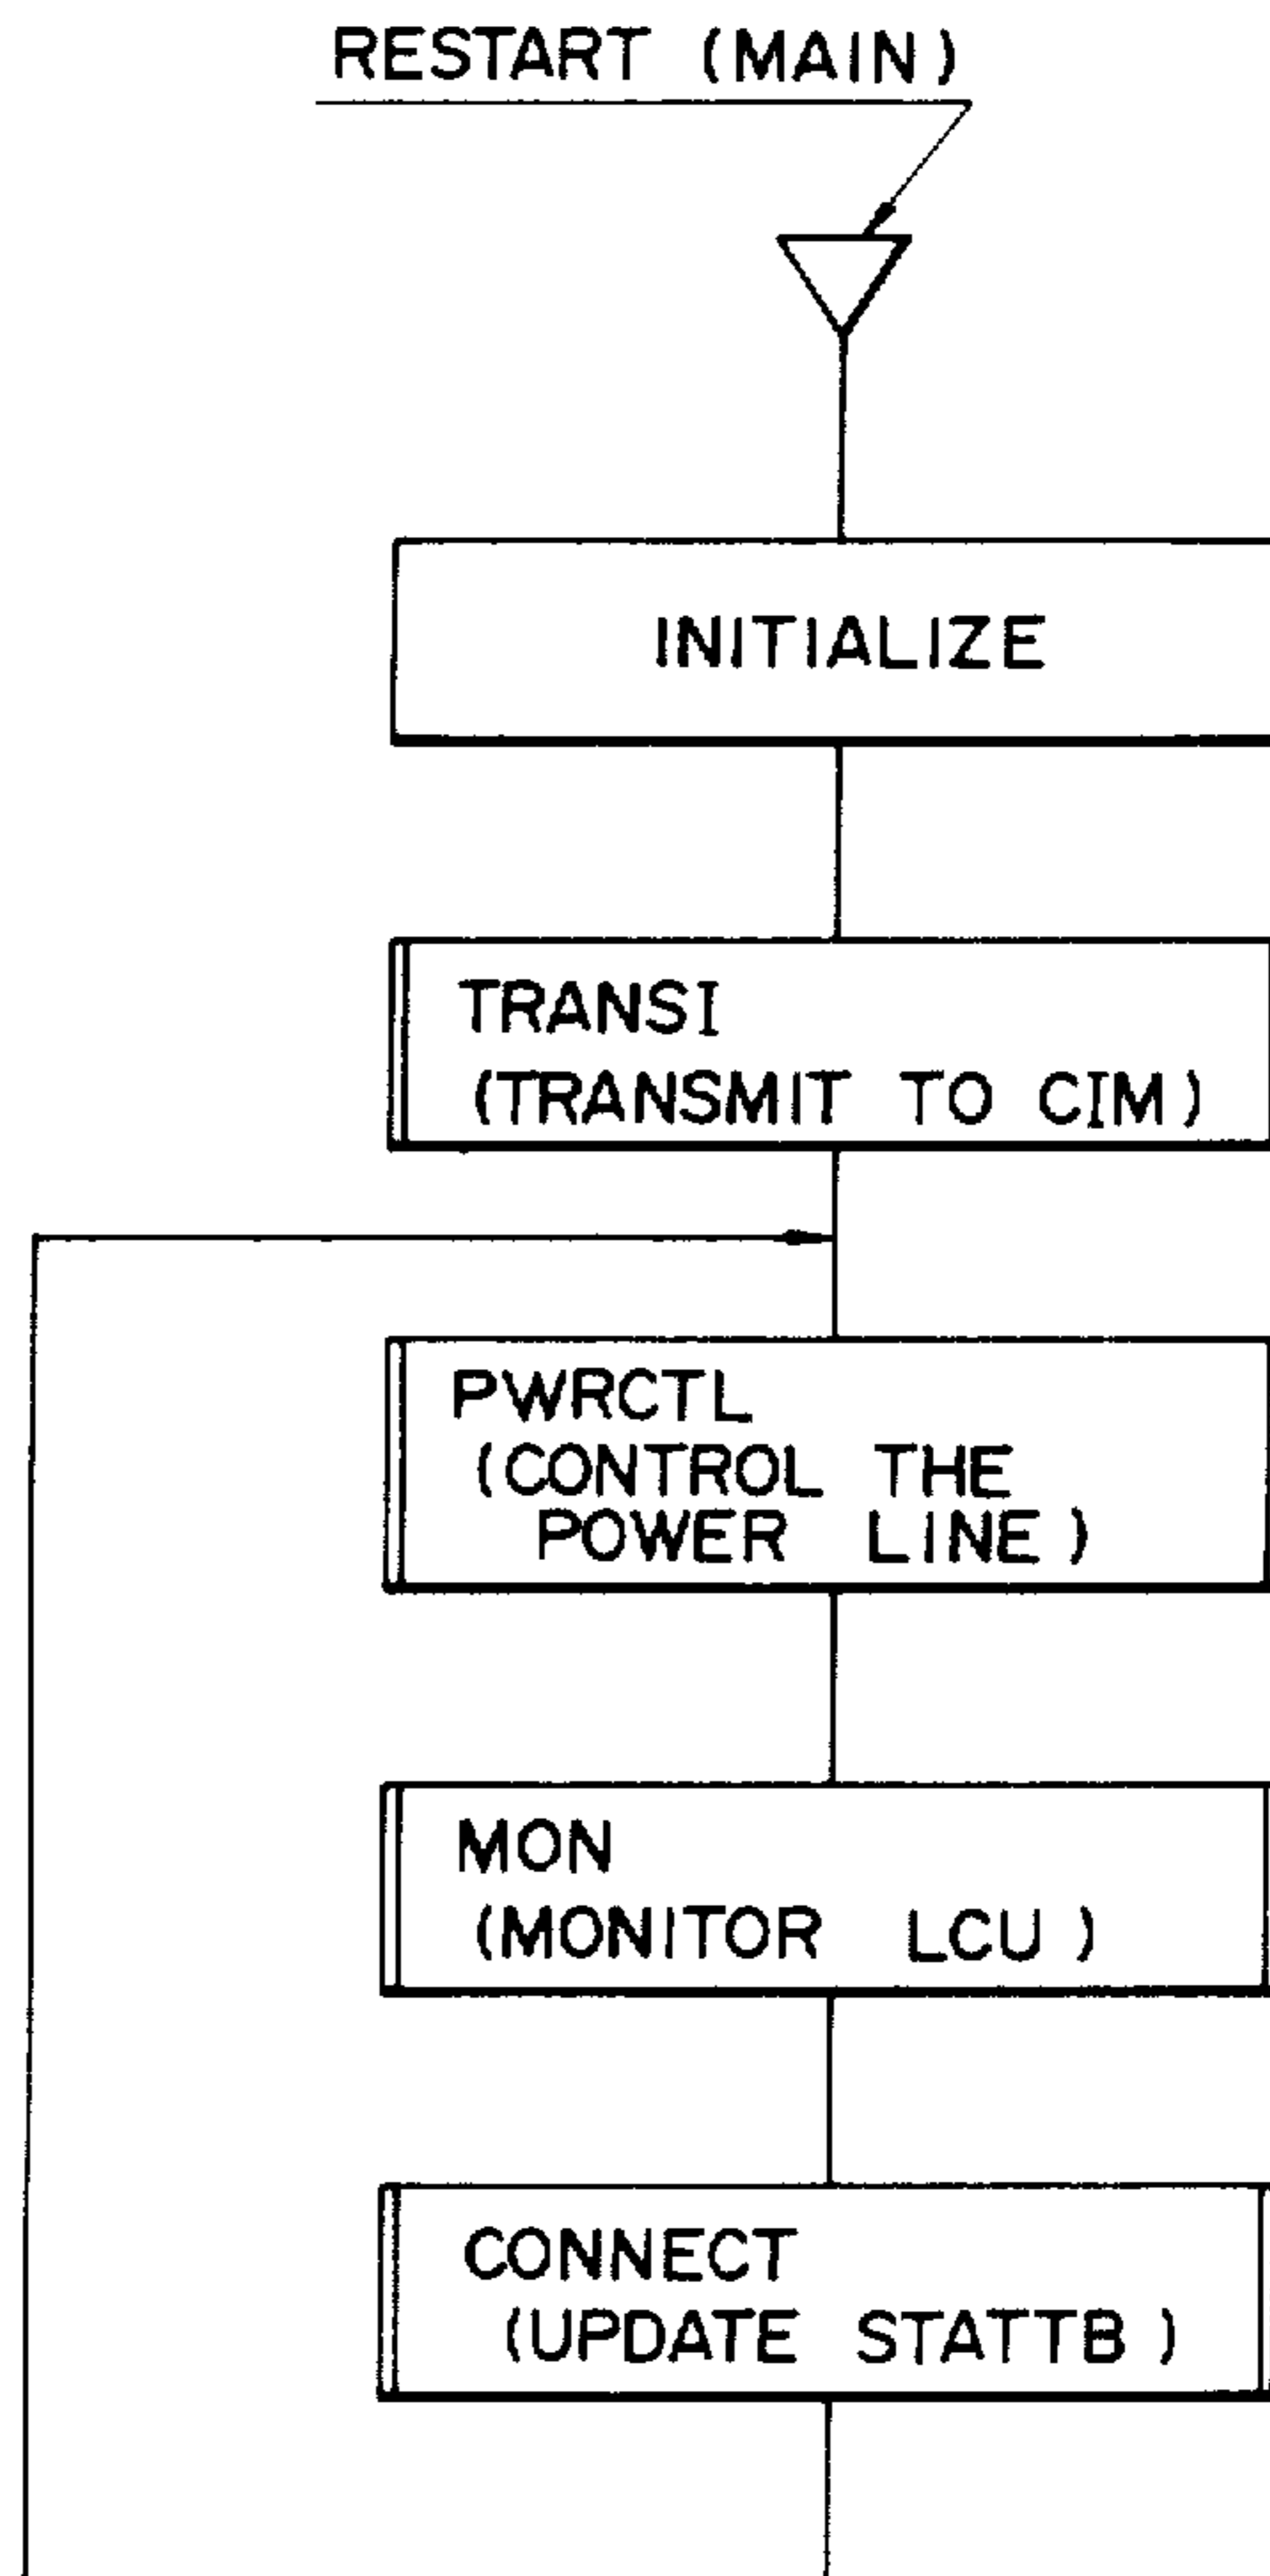 RESTART (MAIN)
INITIALIZE
TRANSI
(TRANSMIT TO CIM)
PWRCTL
(CONTROL THE
POWER LINE)
MON
(MONITOR LCU)
CONNECT
(UPDATE STATTB)